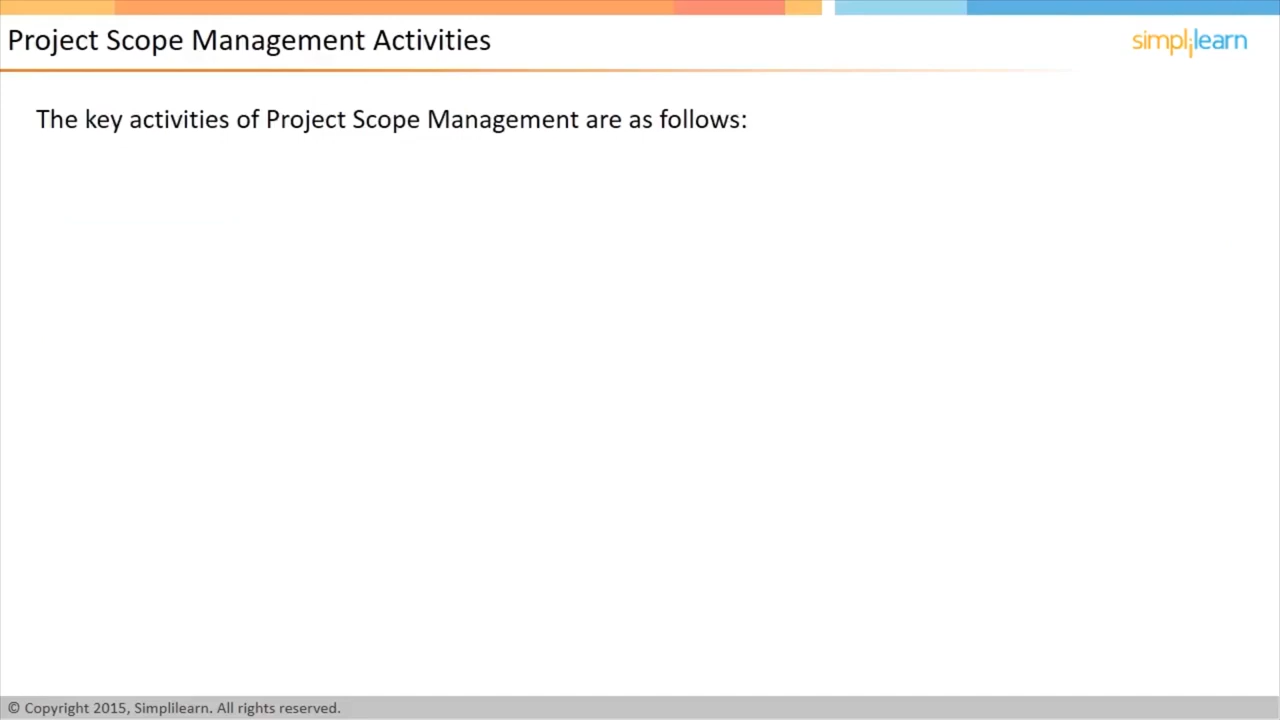 Project Scope Management Activities
simplilearn
The key activities of Project Scope Management are as follows:
© Copyright 2015, Simplilearn. All rights reserved.